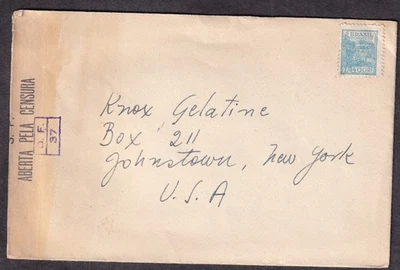 BRASIL
ABERTA PELA CENSURA
D. F.
37
Knox Gelatine
Box 211
Johnstown, New York
U.S.A